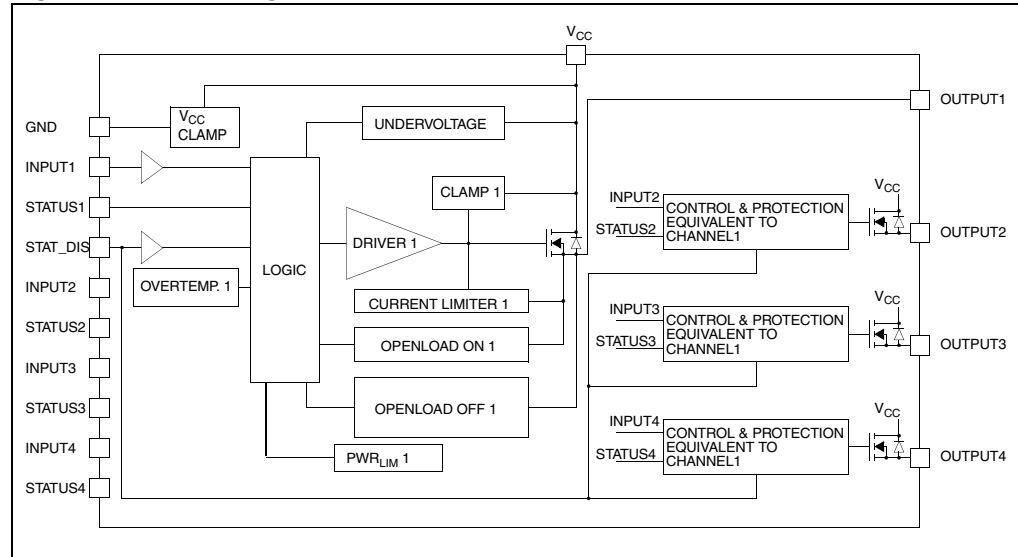 VCC
GND
INPUT1
STATUS1
STAT_DIS
INPUT2
STATUS2
INPUT3
STATUS3
INPUT4
STATUS4
VCC
CLAMP
OVERTEMP. 1
LOGIC
UNDERVOLTAGE
CLAMP 1
DRIVER 1
CURRENT LIMITER 1
OPENLOAD ON 1
OPENLOAD OFF 1
PWRLIM 1
OUTPUT1
INPUT2
STATUS2
CONTROL & PROTECTION
EQUIVALENT TO
CHANNEL1
VCC
OUTPUT2
INPUT3
STATUS3
CONTROL & PROTECTION
EQUIVALENT TO
CHANNEL1
VCC
OUTPUT3
INPUT4
STATUS4
CONTROL & PROTECTION
EQUIVALENT TO
CHANNEL1
VCC
OUTPUT4